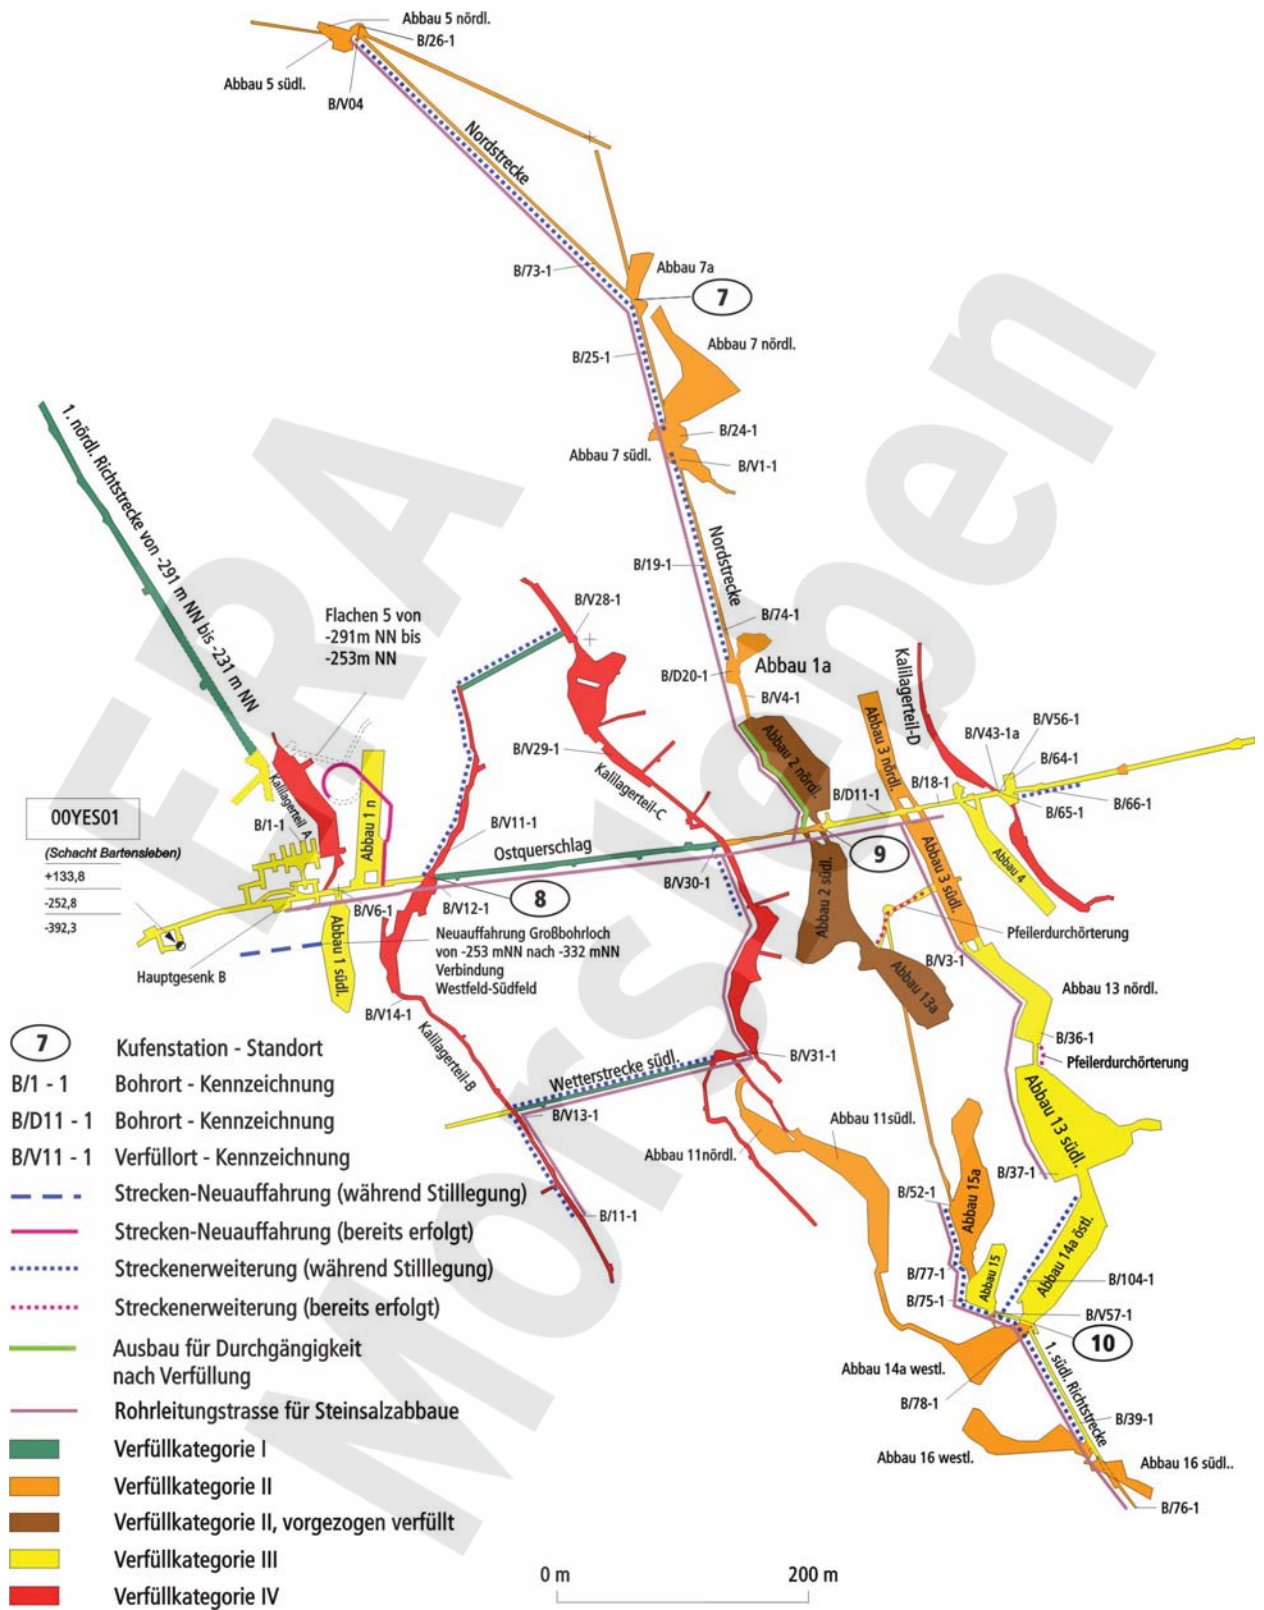 Abbau 5 nördl.
B/26-1
Abbau 5 südl.
B/V04
Nordstrecke
B/73-1
Abbau 7a
7
B/25-1
Abbau 7 nördl.
B/24-1
Abbau 7 südl.
B/V1-1
1. nördl. Richtstrecke von -291 m NN bis -231 m NN
B/19-1
Nordstrecke
B/74-1
Flachen 5 von
-291m NN bis
-253m NN
B/V28-1
B/D20-1
Abbau 1a
B/V4-1
Kalilagerteil-D
B/V56-1
B/V43-1a
B/64-1
B/V29-1
Kalilagerteil-C
Abbau 2 nördl.
Abbau 3 nördl.
B/D11-1
B/18-1
B/66-1
B/65-1
00YES01
(Schacht Bartensleben)
+133,8
-252,8
-392,3
Kalilagerteil A
B/1-1
Abbau 1 n
B/V11-1
Ostquerschlag
9
B/V30-1
8
Abbau 2 südl.
Abbau 3 südl.
Abbau 4
B/V6-1
B/V12-1
Neuauffahrung Großbohrloch
von -253 mNN nach -332 mNN
Verbindung
Westfeld-Südfeld
Abbau 1 südl.
Hauptgesenk B
Pfeilerdurchörterung
B/V3-1
Abbau 13a
Abbau 13 nördl.
B/V14-1
Kalilagerteil-B
B/36-1
Pfeilerdurchörterung
B/V31-1
Wetterstrecke südl.
B/V13-1
Abbau 11südl.
Abbau 11nördl.
Abbau 13 südl.
B/37-1
B/52-1
Abbau 15a
B/11-1
Abbau 14a östl.
B/77-1
Abbau 15
B/104-1
B/75-1
B/V57-1
10
Abbau 14a westl.
B/78-1
1. südl. Richtstrecke
B/39-1
Abbau 16 westl.
Abbau 16 südl..
B/76-1
7 Kufenstation - Standort
B/1 - 1 Bohrort - Kennzeichnung
B/D11 - 1 Bohrort - Kennzeichnung
B/V11 - 1 Verfüllort - Kennzeichnung
Strecken-Neuauffahrung (während Stilllegung)
Strecken-Neuauffahrung (bereits erfolgt)
Streckenerweiterung (während Stilllegung)
Streckenerweiterung (bereits erfolgt)
Ausbau für Durchgängigkeit
nach Verfüllung
Rohrleitungstrasse für Steinsalzabbaue
Verfüllkategorie I
Verfüllkategorie II
Verfüllkategorie II, vorgezogen verfüllt
Verfüllkategorie III
Verfüllkategorie IV
0 m 200 m
ERA
Morsleben